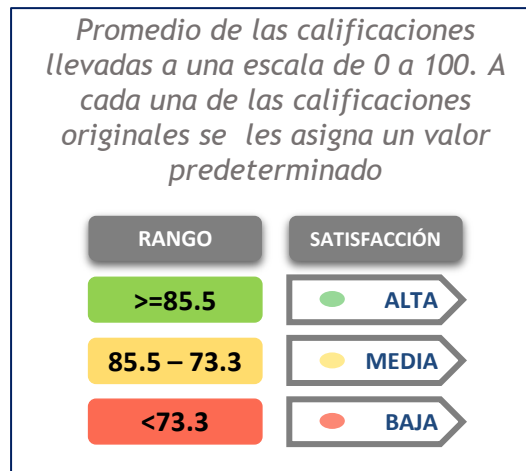 Promedio de las calificaciones
llevadas a una escala de 0 a 100. A
cada una de las calificaciones
originales se les asigna un valor
predeterminado
RANGO SATISFACCIÓN
>=85.5 ALTA
85.5 – 73.3 MEDIA
<73.3 BAJA